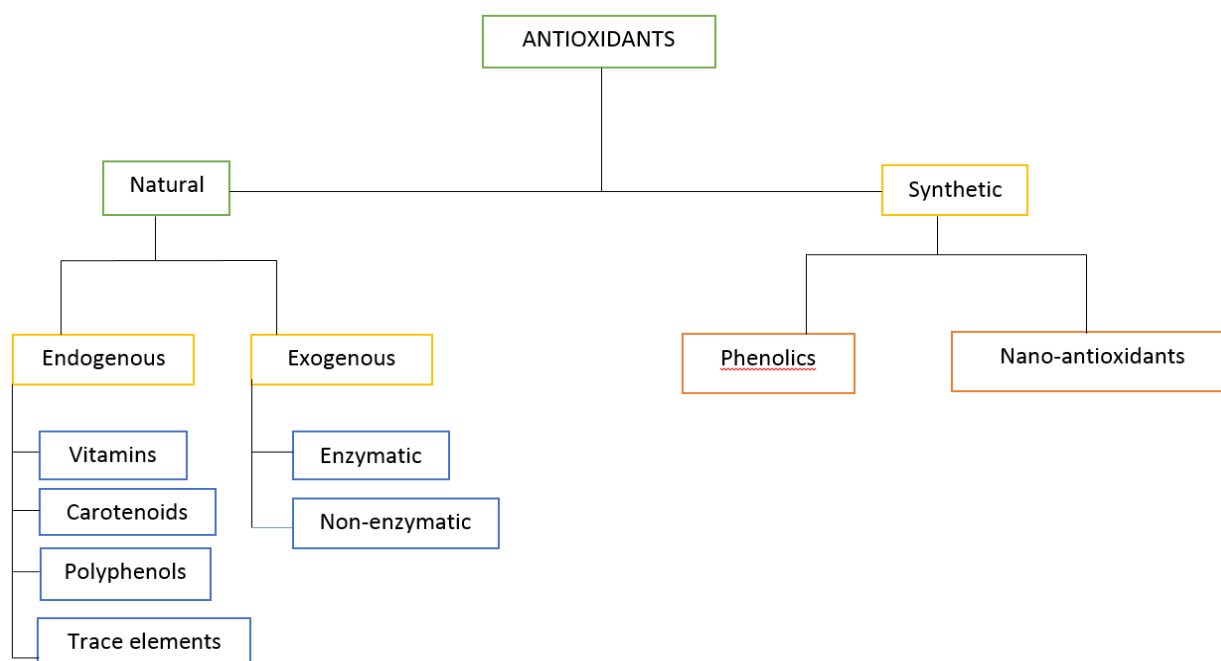 ANTIOXIDANTS
Natural
Synthetic
Endogenous
Exogenous
Phenolics
Nano-antioxidants
Vitamins
Enzymatic
Carotenoids
Non-enzymatic
Polyphenols
Trace elements